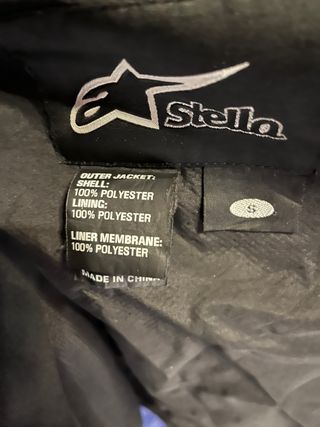 Stella
OUTER JACKET:
SHELL:
100% POLYESTER
LINING:
100% POLYESTER
LINER MEMBRANE:
100% POLYESTER
MADE IN CHINA
S